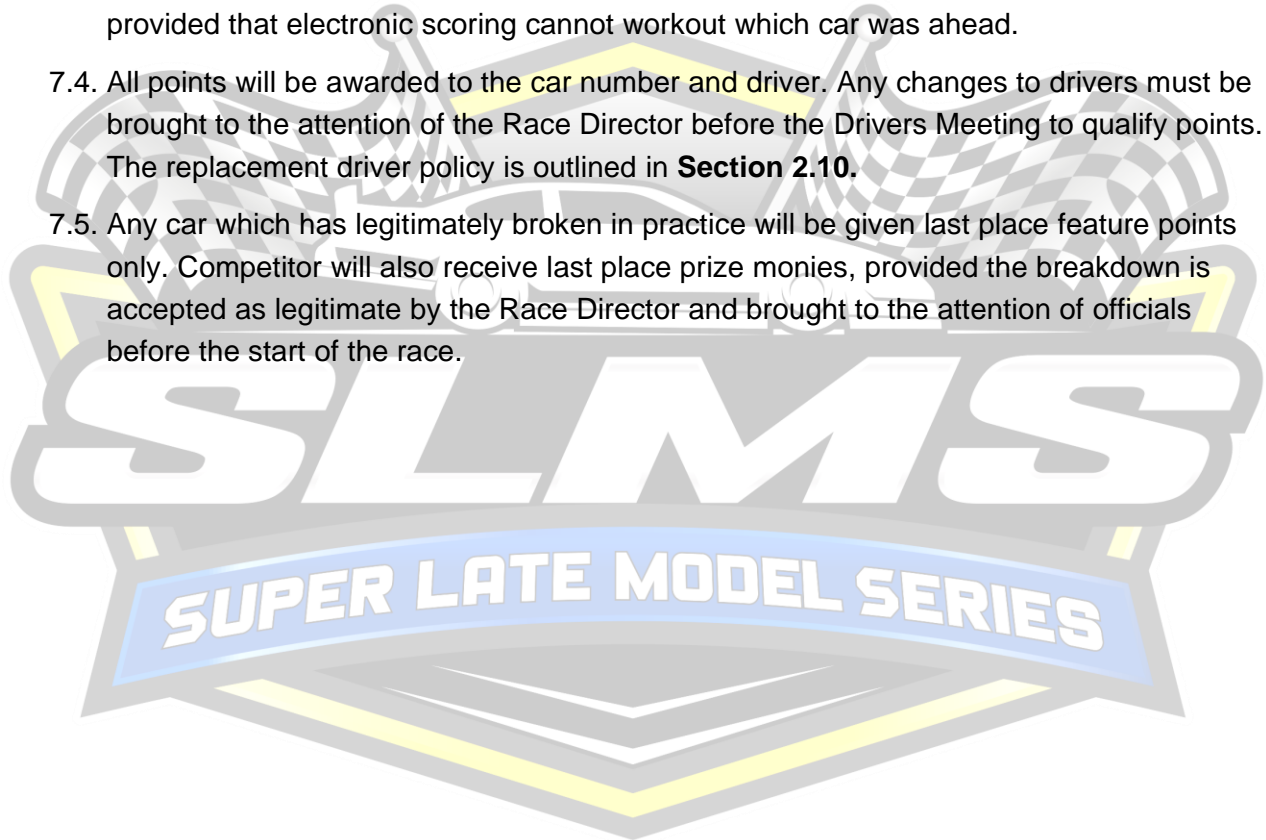 provided that electronic scoring cannot workout which car was ahead.
7.4. All points will be awarded to the car number and driver. Any changes to drivers must be
brought to the attention of the Race Director before the Drivers Meeting to qualify points.
The replacement driver policy is outlined in Section 2.10.
7.5. Any car which has legitimately broken in practice will be given last place feature points
only. Competitor will also receive last place prize monies, provided the breakdown is
accepted as legitimate by the Race Director and brought to the attention of officials
before the start of the race.
SLMS
SUPER LATE MODEL SERIES